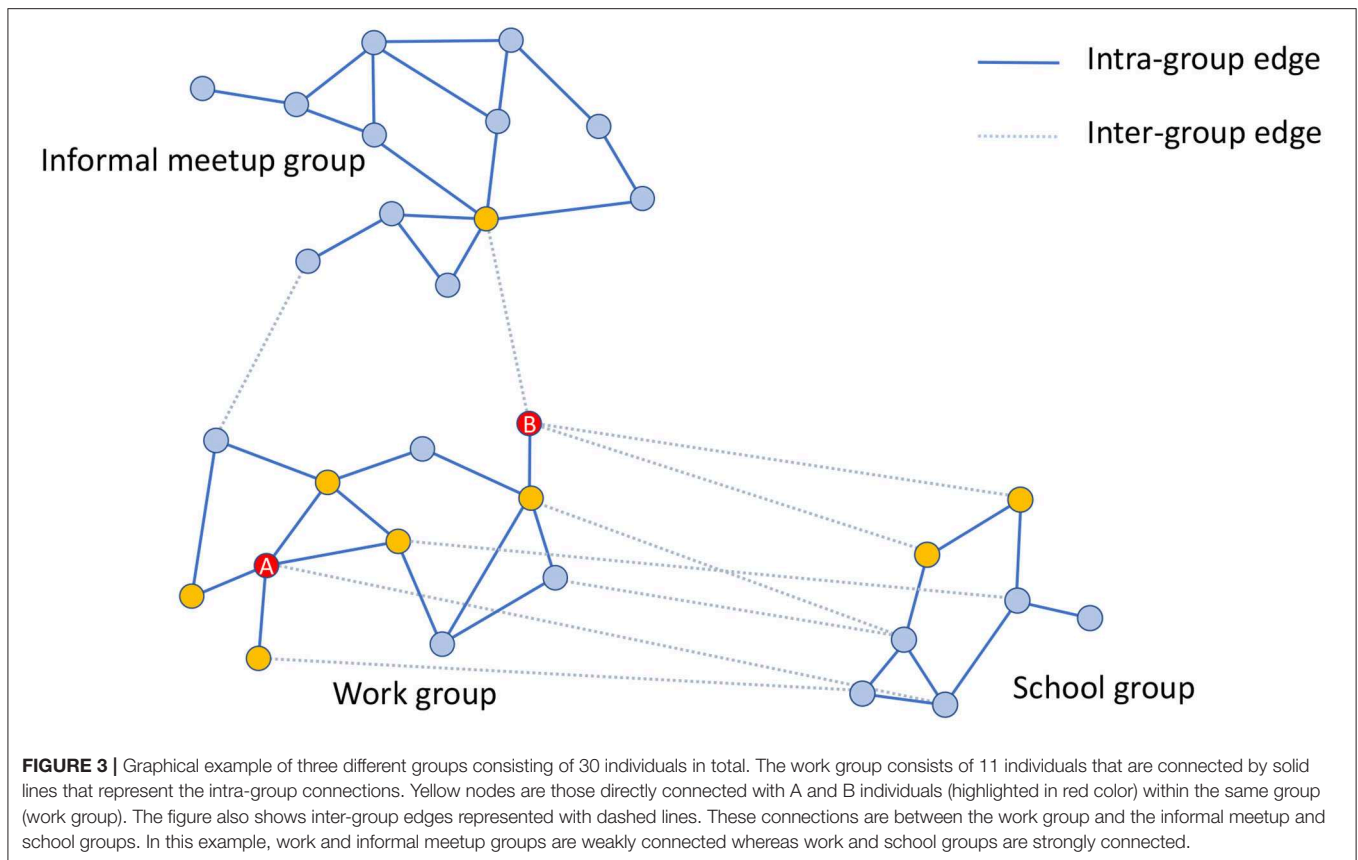 Intra-group edge
Inter-group edge
Informal meetup group
B
A
Work group
School group
FIGURE 3 | Graphical example of three different groups consisting of 30 individuals in total. The work group consists of 11 individuals that are connected by solid
lines that represent the intra-group connections. Yellow nodes are those directly connected with A and B individuals (highlighted in red color) within the same group
(work group). The figure also shows inter-group edges represented with dashed lines. These connections are between the work group and the informal meetup and
school groups. In this example, work and informal meetup groups are weakly connected whereas work and school groups are strongly connected.